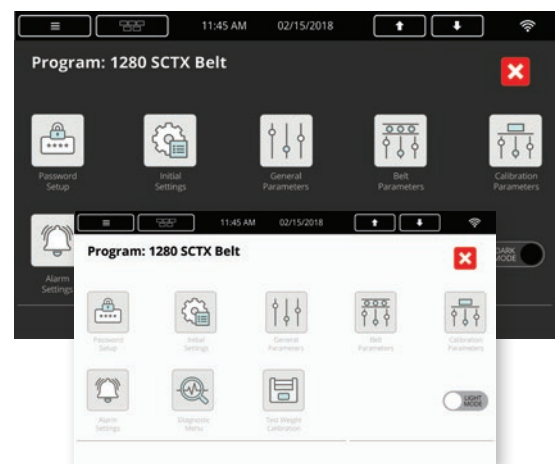 11:45 AM 02/15/2018
Program: 1280 SCTX Belt
****
Password
Setup
Initial
Settings
General
Parameters
Belt
Parameters
Calibration
Parameters
Alarm
Settings
DARK
MODE
11:45 AM 02/15/2018
Program: 1280 SCTX Belt
****
Password
Setup
Initial
Settings
General
Parameters
Belt
Parameters
Calibration
Parameters
Alarm
Settings
Diagnostic
Menu
Test Weight
Calibration
LIGHT
MODE